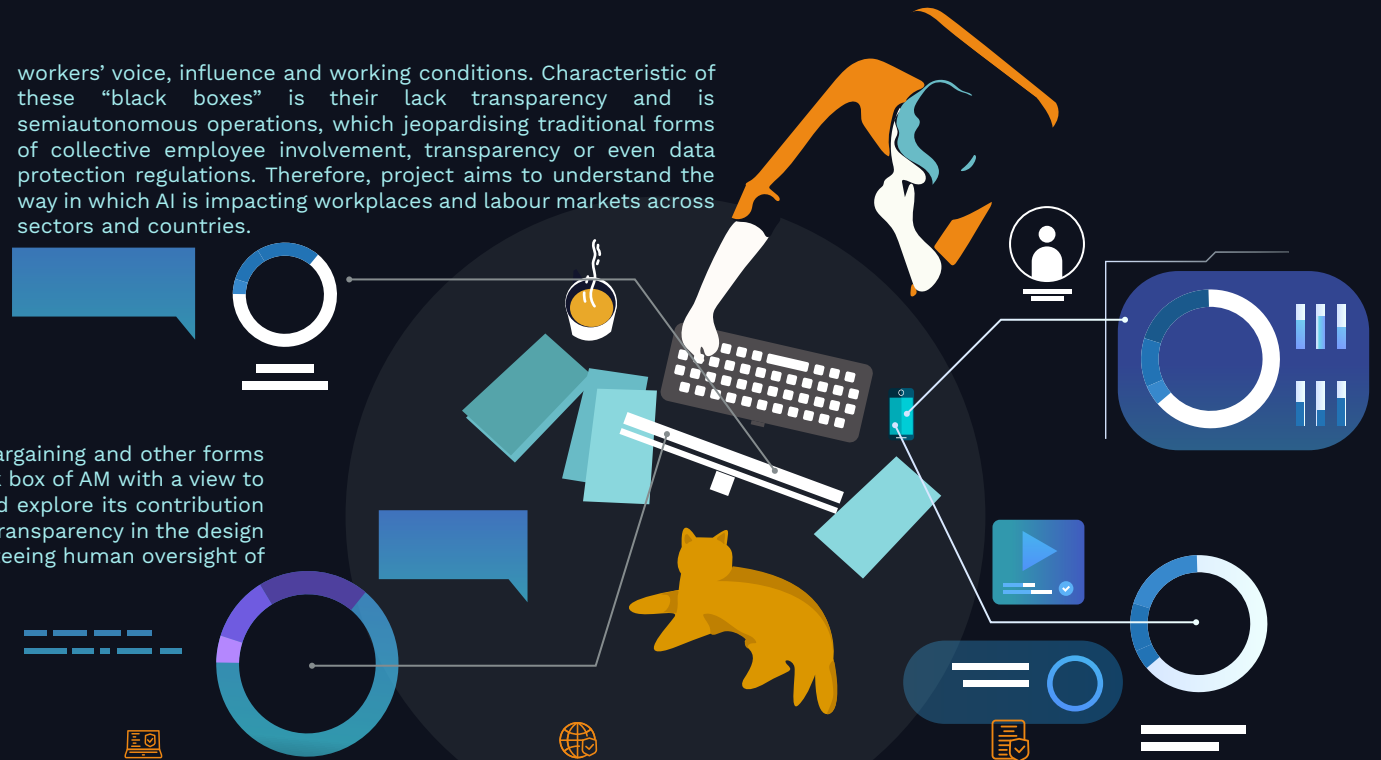 workers’ voice, influence and working conditions. Characteristic of
these “black boxes” is their lack transparency and is
semiautonomous operations, which jeopardising traditional forms
of collective employee involvement, transparency or even data
protection regulations. Therefore, project aims to understand the
way in which AI is impacting workplaces and labour markets across
sectors and countries.
and other forms
box of AM with a view to
explore its contribution
in the design
human oversight of